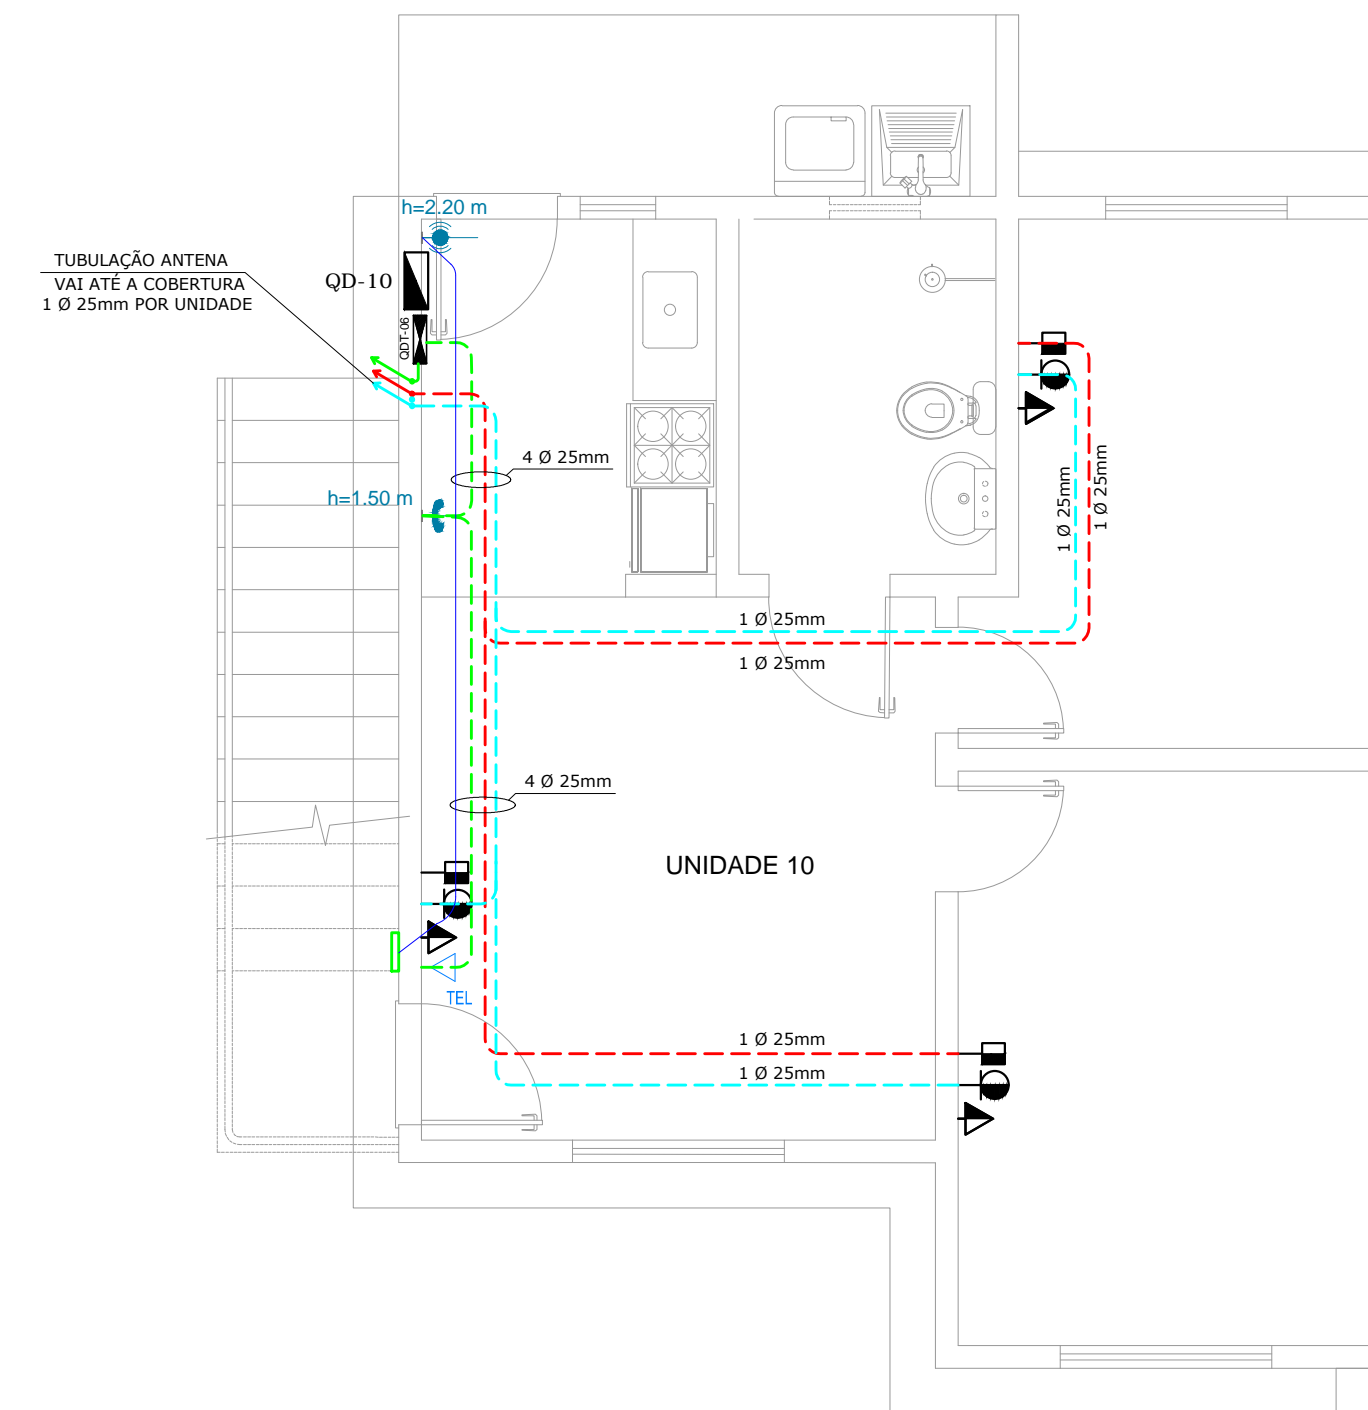 h=2.20 m
TUBULAÇÃO ANTENA
VAI ATÉ A COBERTURA
1 Ø 25mm POR UNIDADE
QD-10
QDT-06
4 Ø 25mm
h=1.50 m
1 Ø 25mm
1 Ø 25mm
1 Ø 25mm
1 Ø 25mm
4 Ø 25mm
UNIDADE 10
TEL
1 Ø 25mm
1 Ø 25mm